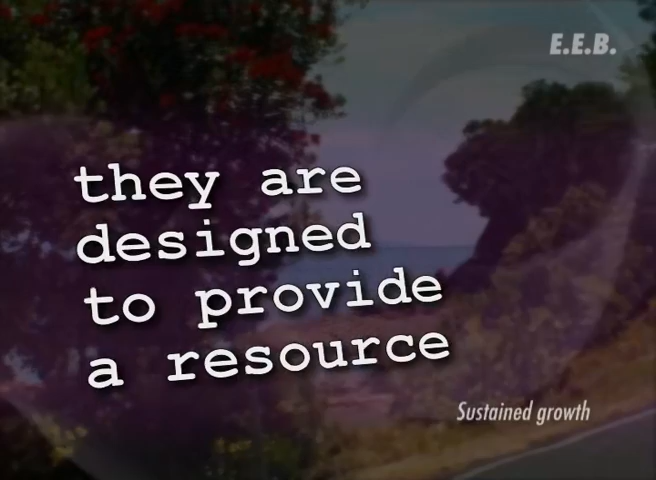 E.E.B.
they are
designed
to provide
a resource
Sustained growth